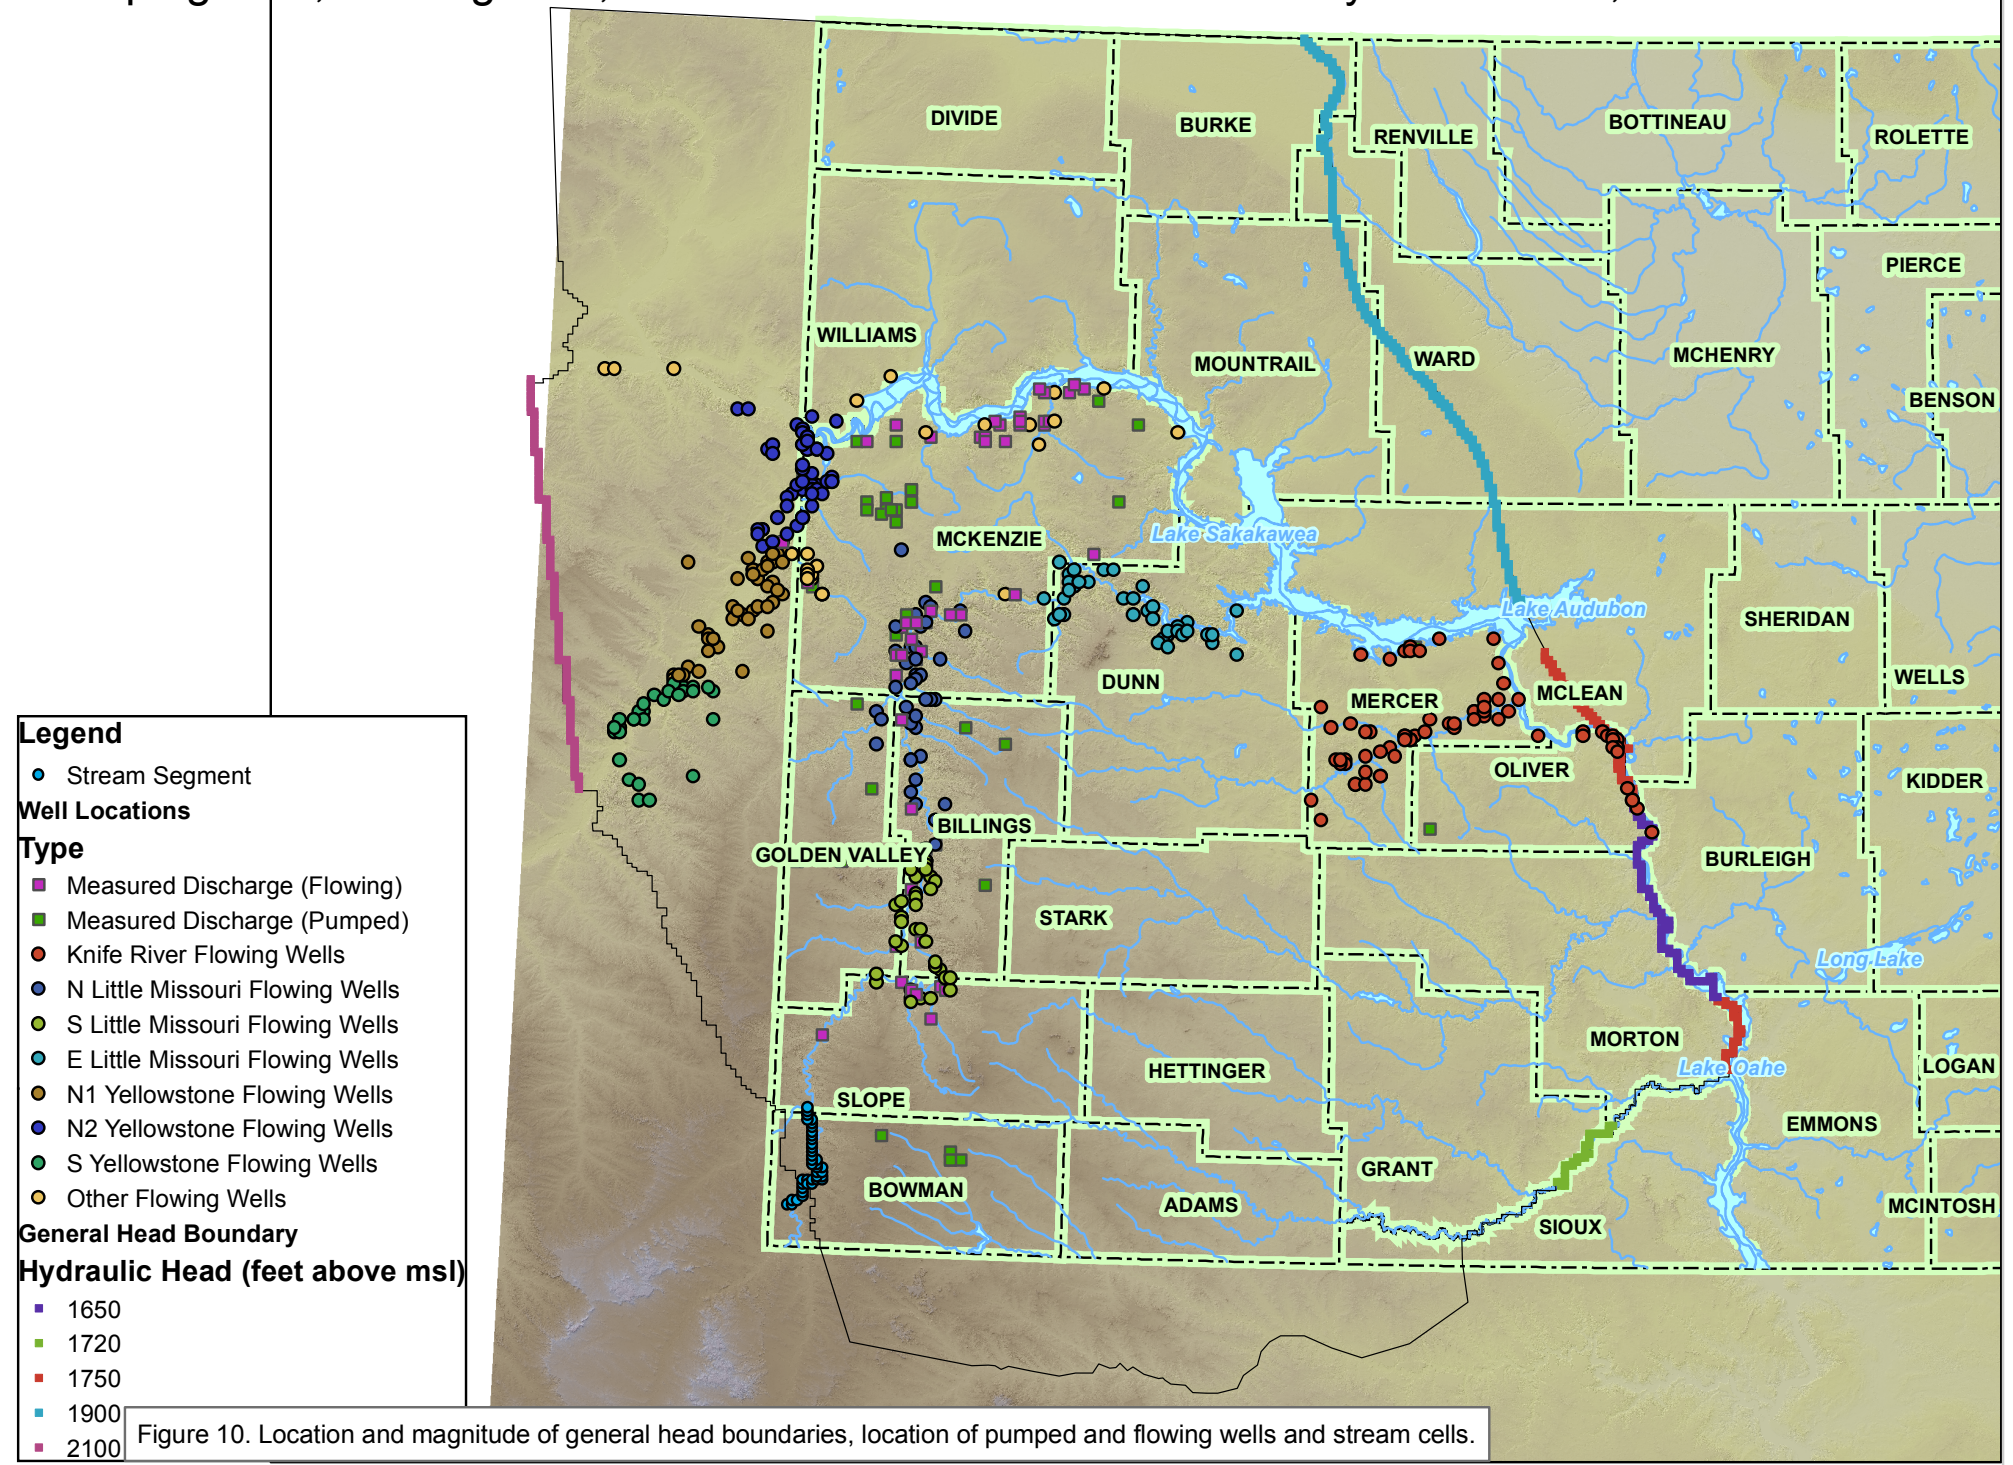 DIVIDE
BURKE
RENVILLE
BOTTINEAU
ROLETTE
PIERCE
WILLIAMS
MOUNTRAIL
WARD
MCHENRY
BENSON
MCKENZIE
Lake Sakakawea
Lake Audubon
SHERIDAN
WELLS
DUNN
MERCER
MCLEAN
OLIVER
KIDDER
BILLINGS
GOLDEN VALLEY
BURLEIGH
STARK
Long Lake
MORTON
HETTINGER
Lake Oahe
LOGAN
SLOPE
EMMONS
GRANT
BOWMAN
ADAMS
SIOUX
MCINTOSH
Legend
Stream Segment
Well Locations
Type
Measured Discharge (Flowing)
Measured Discharge (Pumped)
Knife River Flowing Wells
N Little Missouri Flowing Wells
S Little Missouri Flowing Wells
E Little Missouri Flowing Wells
N1 Yellowstone Flowing Wells
N2 Yellowstone Flowing Wells
S Yellowstone Flowing Wells
Other Flowing Wells
General Head Boundary
Hydraulic Head (feet above msl)
1650
1720
1750
1900
2100
Figure 10. Location and magnitude of general head boundaries, location of pumped and flowing wells and stream cells.